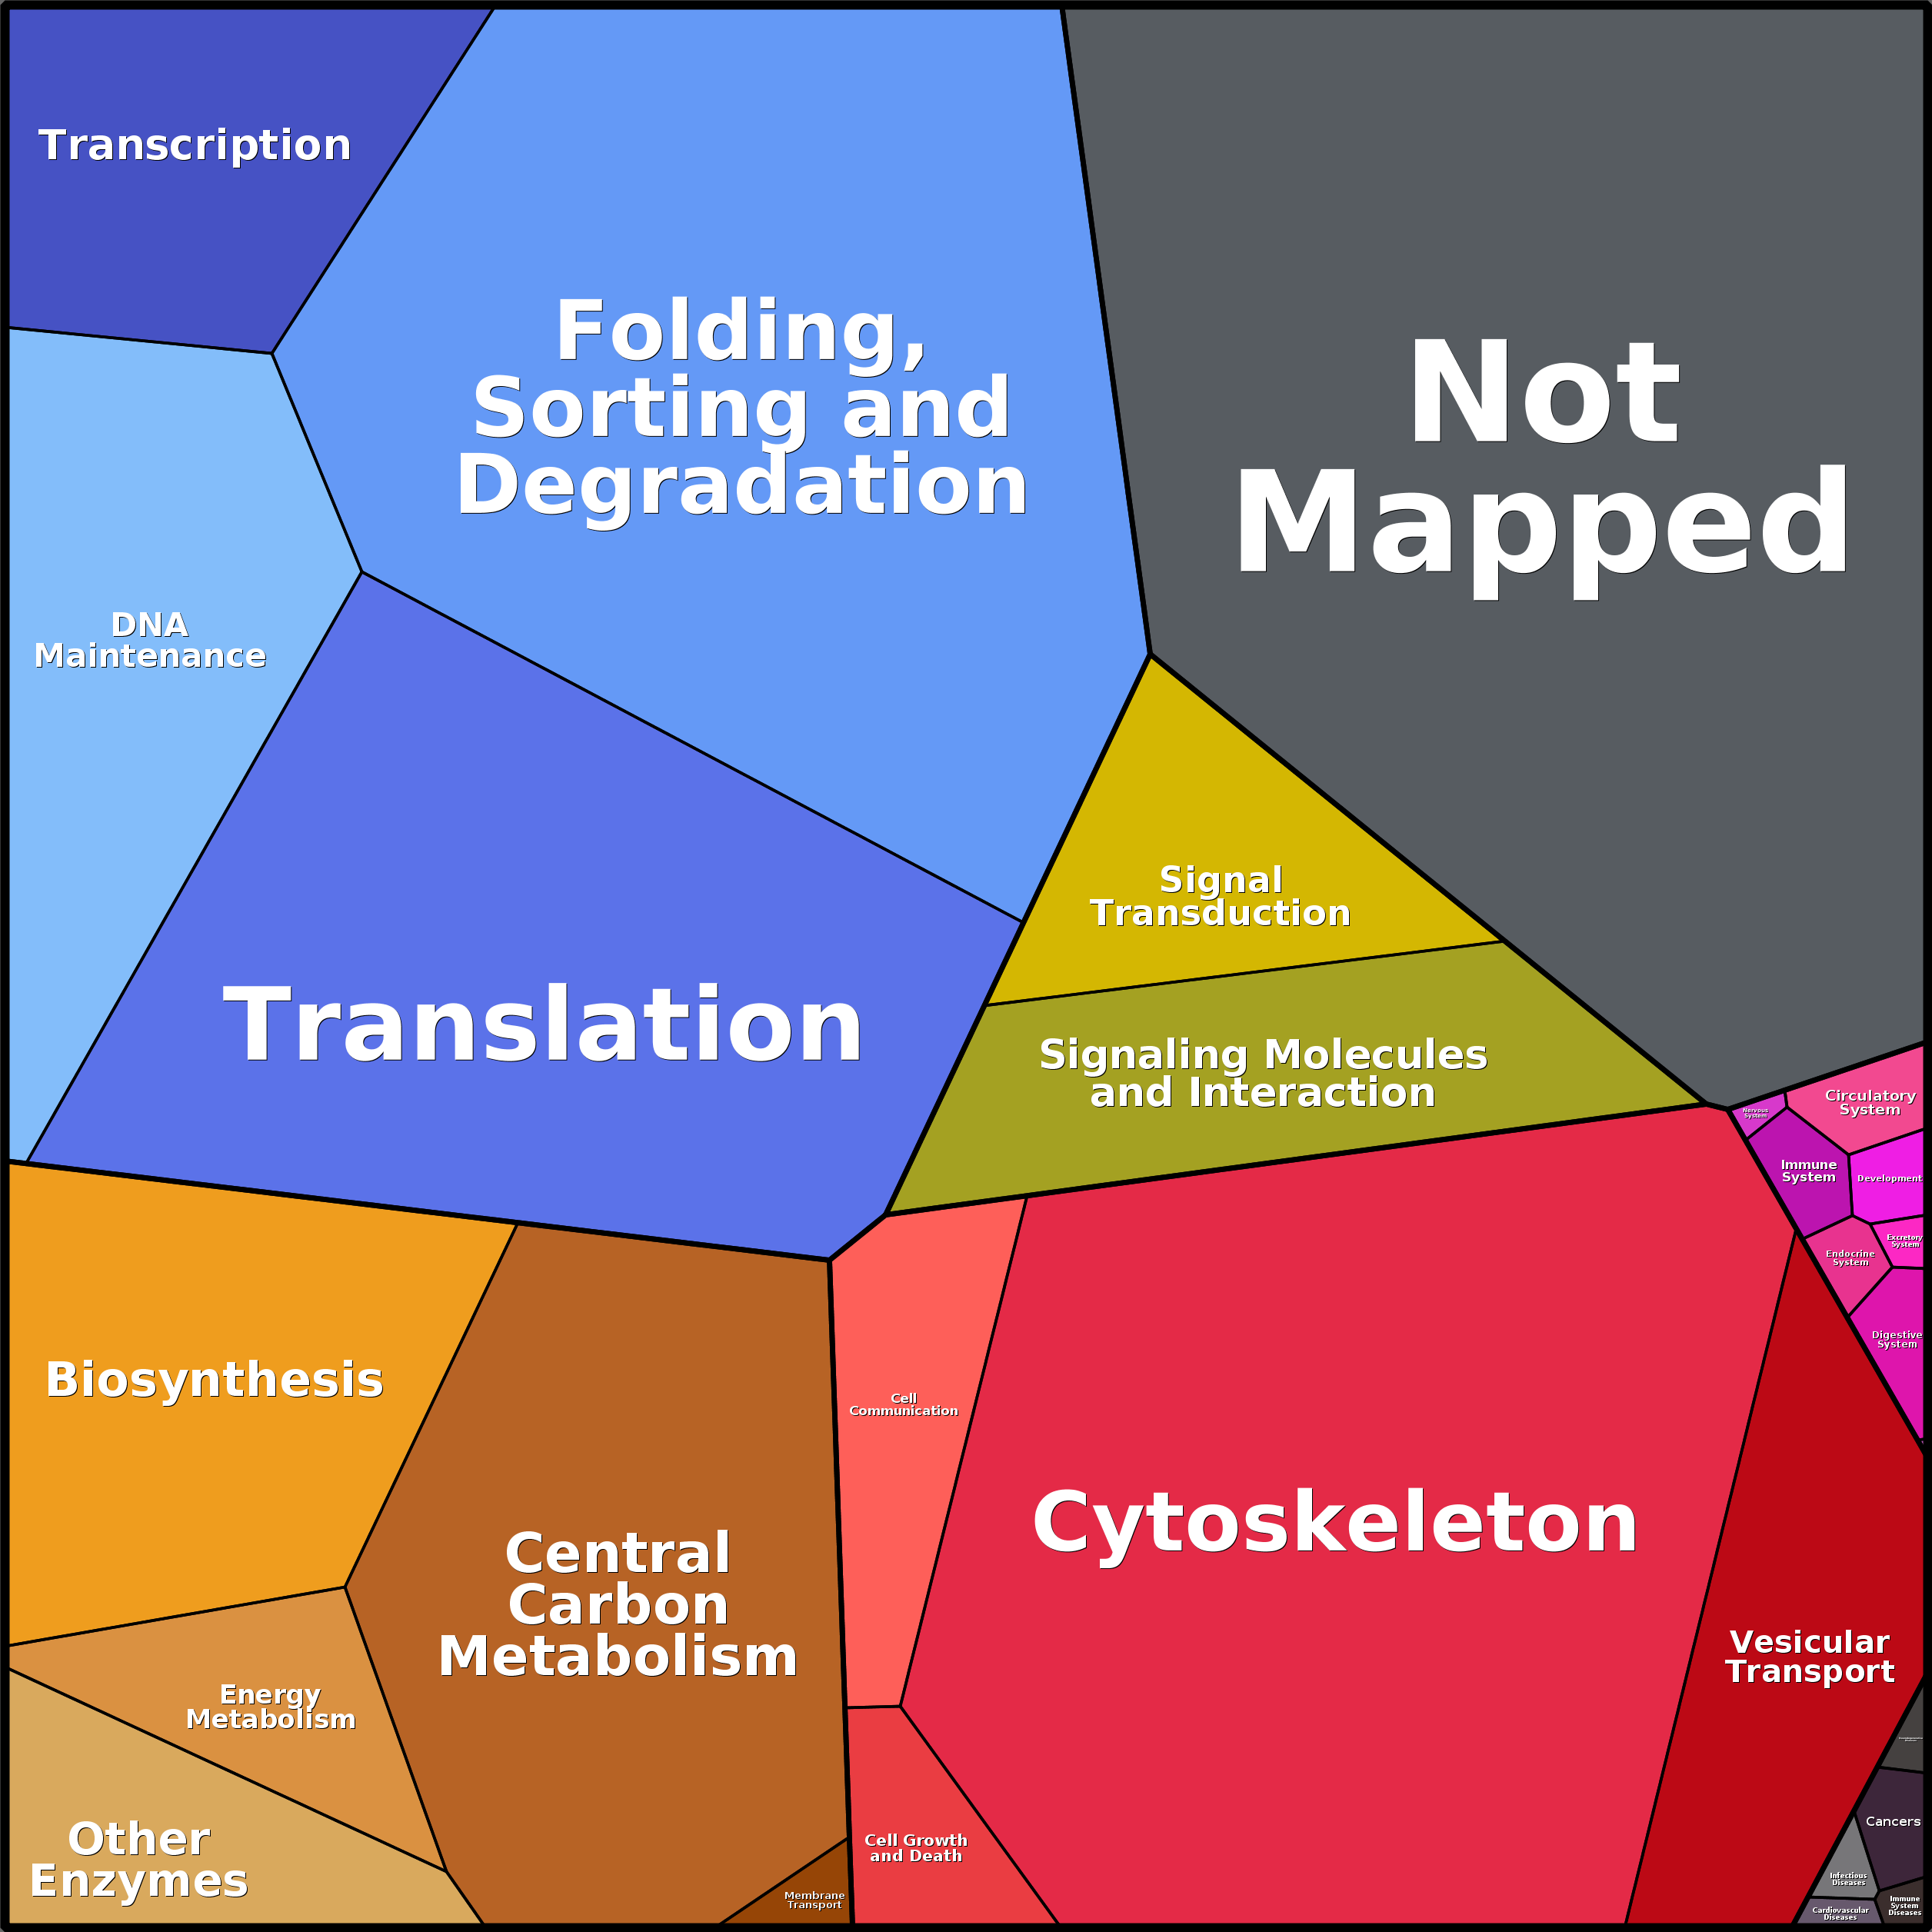 Transcription
Folding,
Sorting and
Degradation
Not
Mapped
DNA
Maintenance
Signal
Transduction
Translation
Signaling Molecules
and Interaction
Circulatory
System
Nervous
System
Immune
System
Development
Excretory
System
Endocrine
System
Digestive
System
Biosynthesis
Cell
Communication
Cytoskeleton
Central
Carbon
Metabolism
Vesicular
Transport
Energy
Metabolism
Other
Enzymes
Cell Growth
and Death
Membrane
Transport
Cancers
Infectious
Diseases
Immune
System
Diseases
Cardiovascular
Diseases